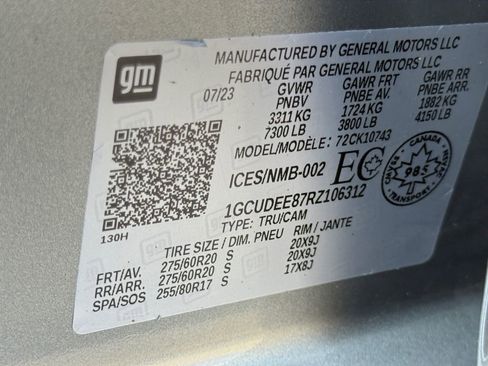 gm
MANUFACTURED BY GENERAL MOTORS LLC
FABRIQUÉ PAR GENERAL MOTORS LLC
07/23
GVWR GAWR FRT GAWR RR
PNBV PNBE AV. PNBE ARR.
3311 KG 1724 KG 1882 KG
7300 LB 3800 LB 4150 LB
MODEL/MODÈLE: 72CK10743
ICES/NMB-002 EC
CANADA
985
TRANSPORT
1GCUDEE87RZ106312
TYPE: TRU/CAM
130H
TIRE SIZE / DIM. PNEU RIM / JANTE
FRT/AV. 275/60R20 S 20X9J
RR/ARR. 275/60R20 S 20X9J
SPA/SOS 255/80R17 S 17X8J